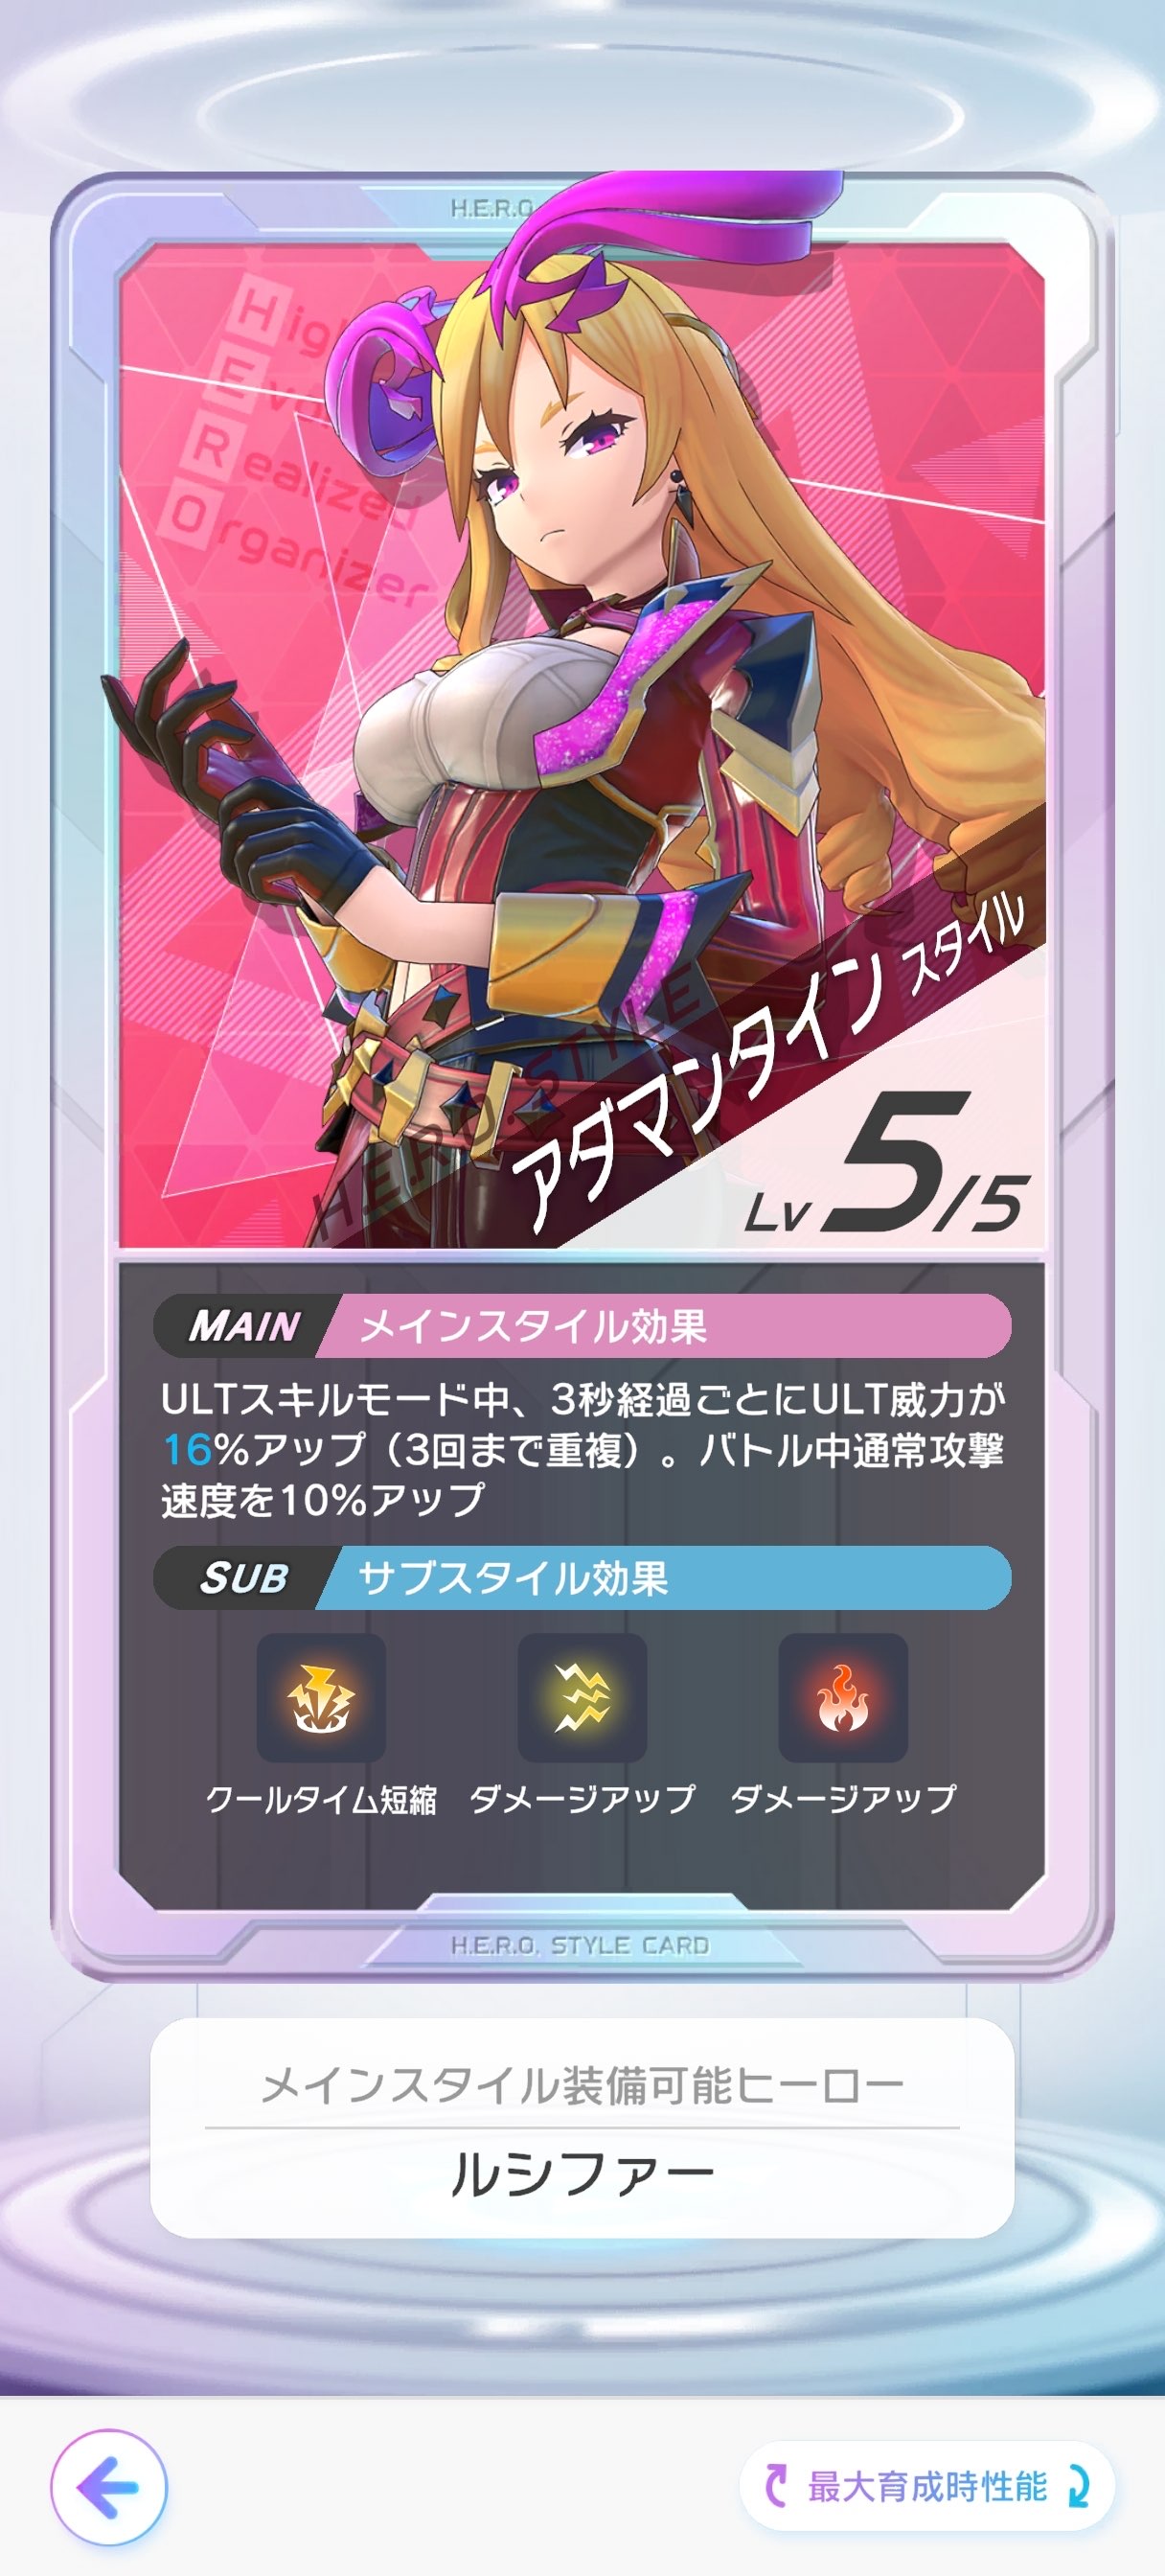 H.E.R.O.
Realized
Organizer
H.E.R.O. STYLE
アダマンタイン スタイル
Lv 5/5
MAIN メインスタイル効果
ULTスキルモード中、3秒経過ごとにULT威力が
16%アップ（3回まで重複）。バトル中通常攻撃
速度を10%アップ
SUB サブスタイル効果
クールタイム短縮 ダメージアップ ダメージアップ
H.E.R.O. STYLE CARD
メインスタイル装備可能ヒーロー
ルシファー
最大育成時性能